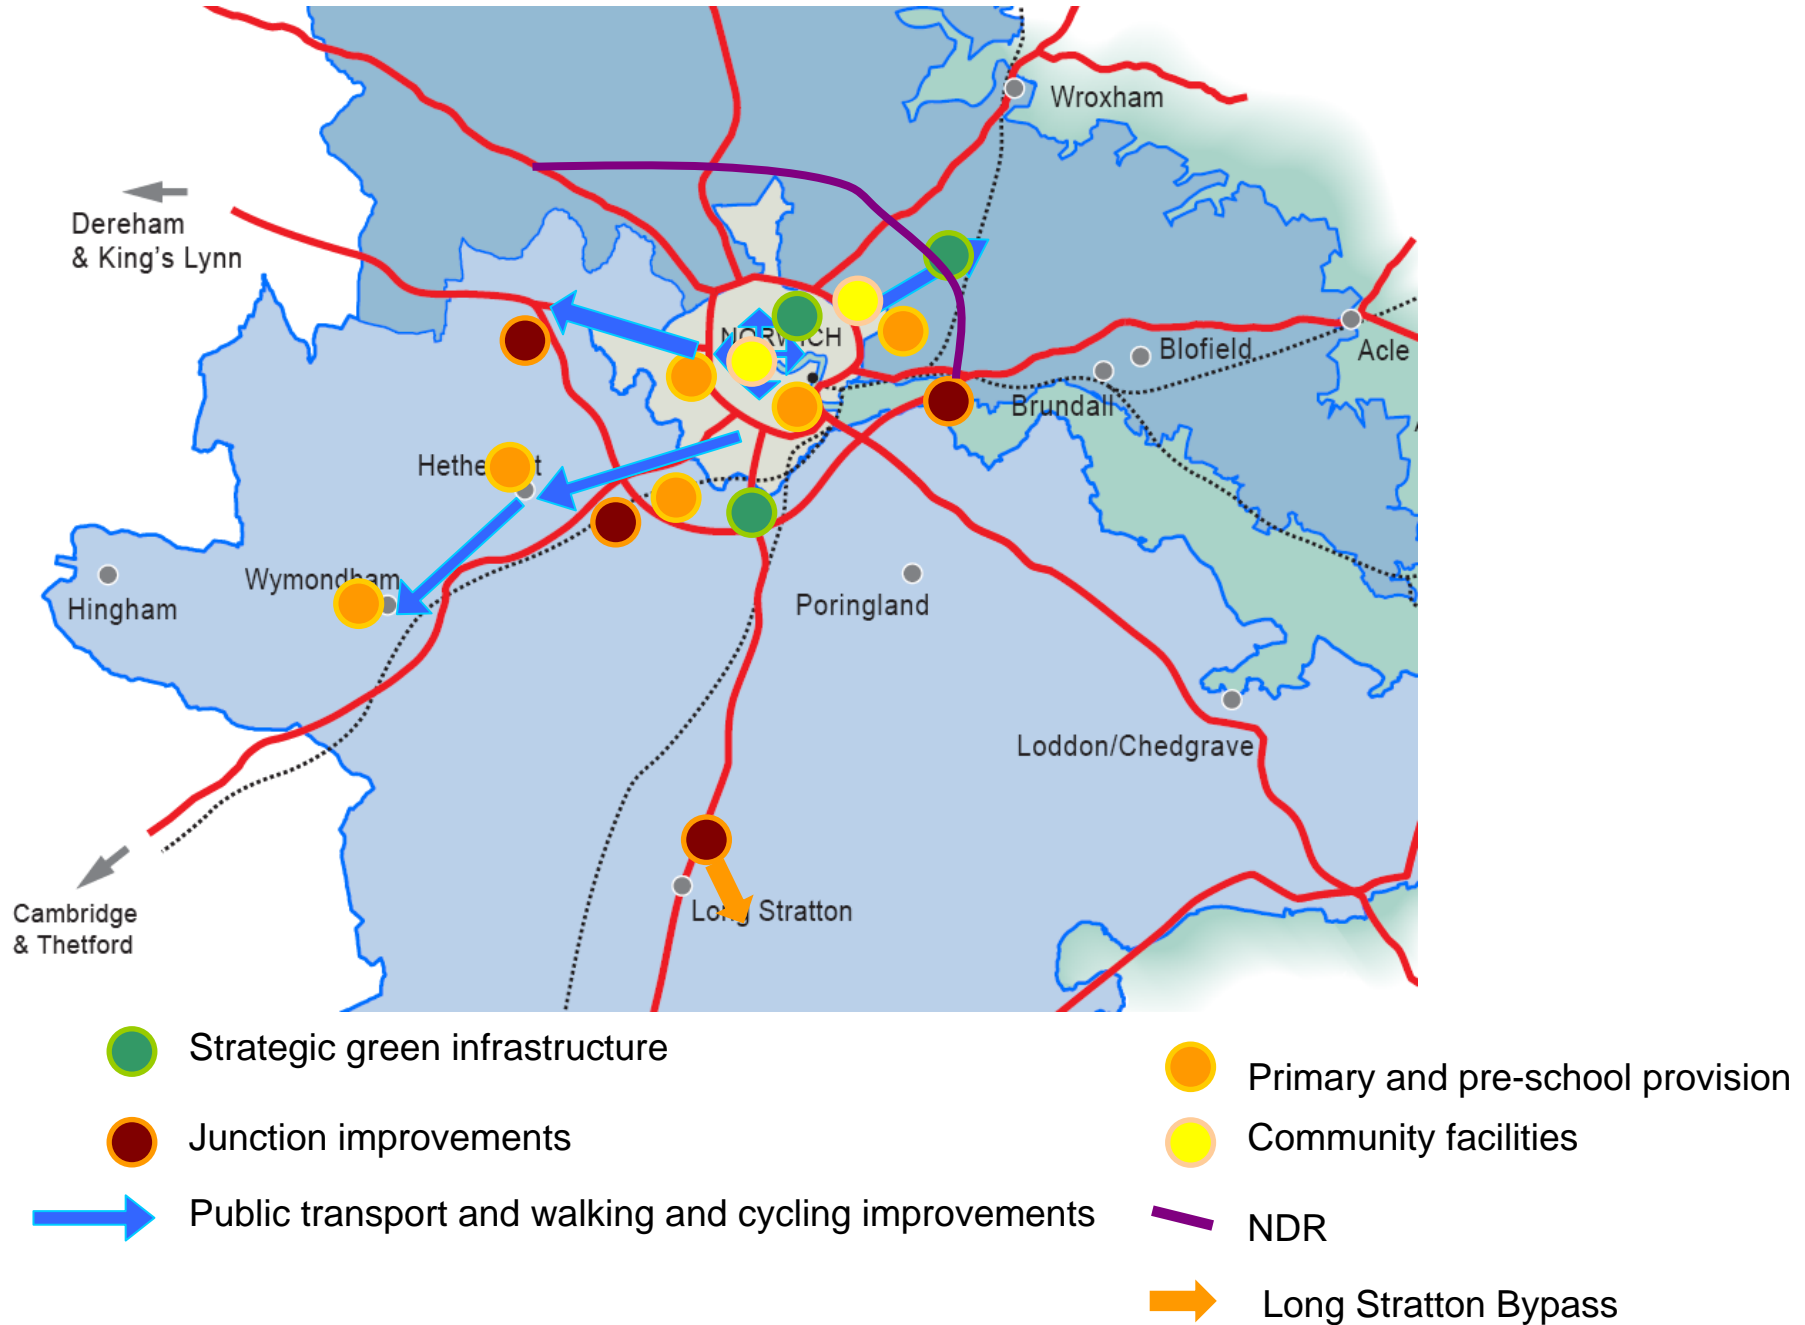 Wroxham
Dereham
& King's Lynn
NORWICH
Blofield
Acle
Brundall
Wymondham
Hingham
Poringland
Loddon/Chedgrave
Long Stratton
Cambridge
& Thetford
Strategic green infrastructure
Primary and pre-school provision
Junction improvements
Community facilities
Public transport and walking and cycling improvements
NDR
Long Stratton Bypass